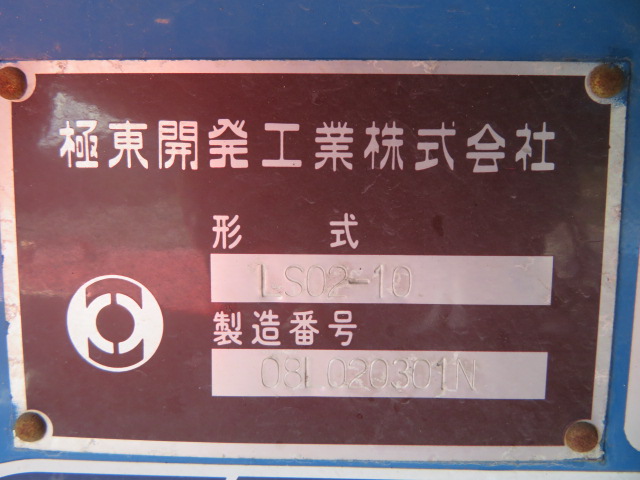 極東開発工業株式会社
形 式
LS02-10
製造番号
08L020301N